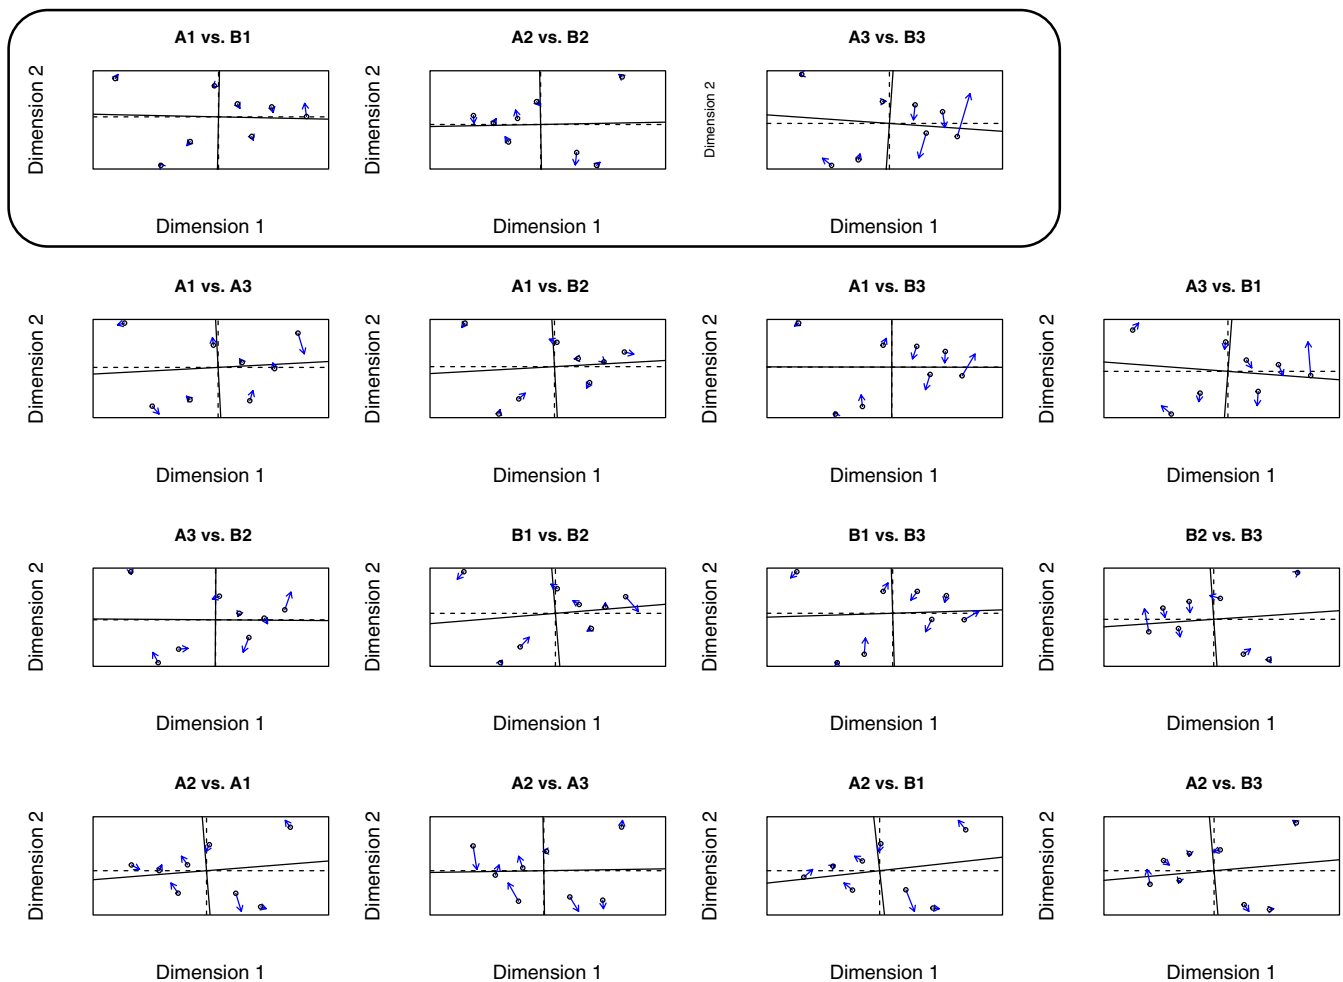 A1 vs. B1 A2 vs. B2 A3 vs. B3
Dimension 2 Dimension 2 Dimension 2
Dimension 1 Dimension 1 Dimension 1
A1 vs. A3 A1 vs. B2 A1 vs. B3 A3 vs. B1
Dimension 2 Dimension 2 Dimension 2 Dimension 2
Dimension 1 Dimension 1 Dimension 1 Dimension 1
A3 vs. B2 B1 vs. B2 B1 vs. B3 B2 vs. B3
Dimension 2 Dimension 2 Dimension 2 Dimension 2
Dimension 1 Dimension 1 Dimension 1 Dimension 1
A2 vs. A1 A2 vs. A3 A2 vs. B1 A2 vs. B3
Dimension 2 Dimension 2 Dimension 2 Dimension 2
Dimension 1 Dimension 1 Dimension 1 Dimension 1